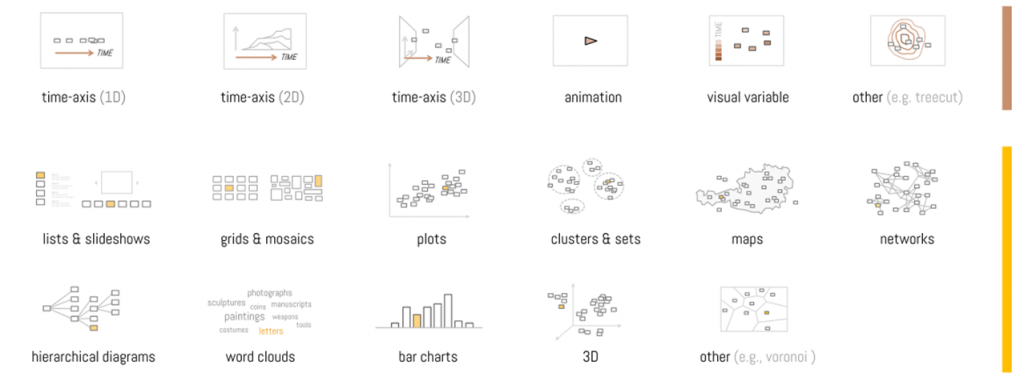 TIME
TIME
TIME
TIME
time-axis (1D)
time-axis (2D)
time-axis (3D)
animation
visual variable
other (e.g. treecut)
lists & slideshows
grids & mosaics
plots
clusters & sets
maps
networks
photographs
sculptures
coins
manuscripts
paintings
weapons
tools
costumes
letters
hierarchical diagrams
word clouds
bar charts
3D
other (e.g., voronoi )